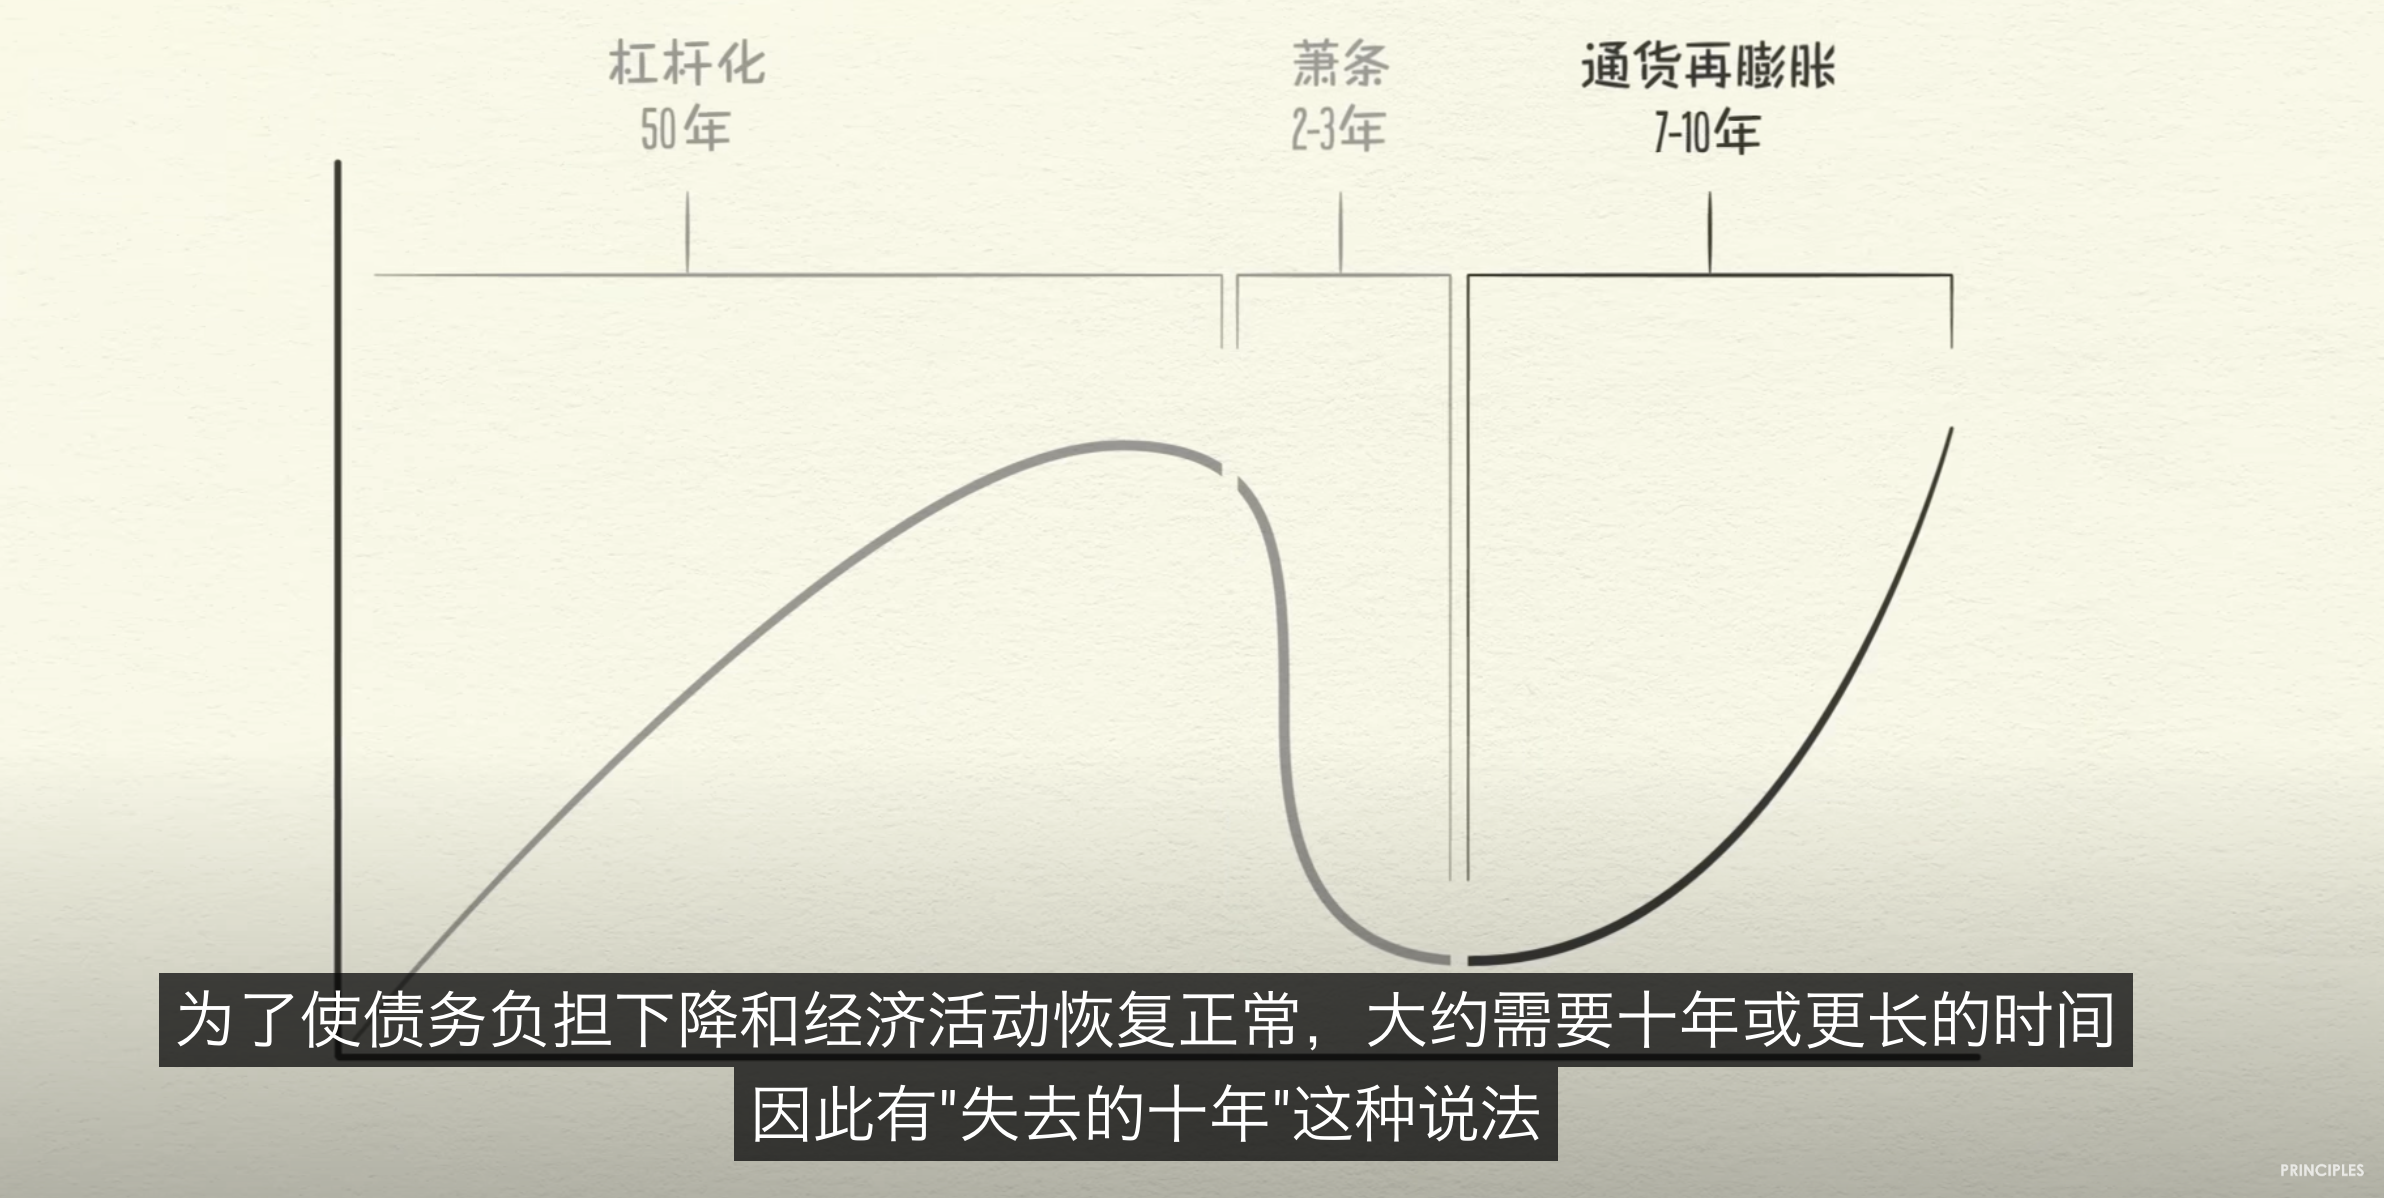 杠杆化
50年
萧条
2-3年
通货再膨胀
7-10年
为了使债务负担下降和经济活动恢复正常，大约需要十年或更长的时间
因此有"失去的十年"这种说法
PRINCIPLES